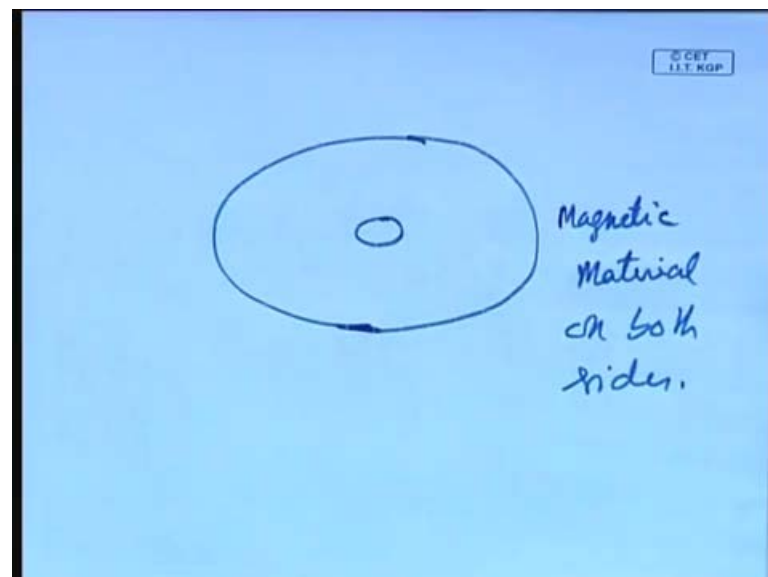 © CET
I.I.T. KGP
Magnetic
Material
on both
sides.